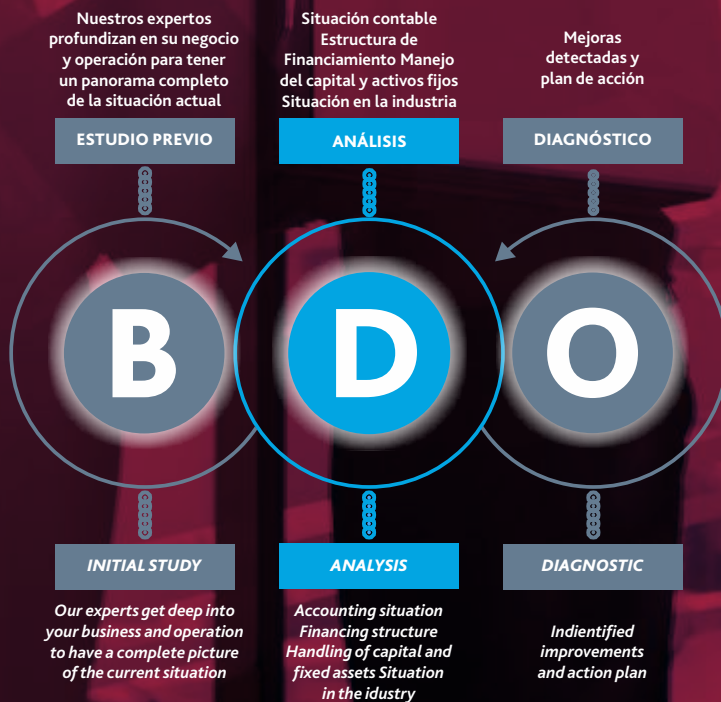 Nuestros expertos
profundizan en su negocio
y operación para tener
un panorama completo
de la situación actual
ESTUDIO PREVIO
Situación contable
Estructura de
Financiamiento Manejo
del capital y activos fijos
Situación en la industria
ANÁLISIS
Mejoras
detectadas y
plan de acción
DIAGNÓSTICO
B
D
O
INITIAL STUDY
Our experts get deep into
your business and operation
to have a complete picture
of the current situation
ANALYSIS
Accounting situation
Financing structure
Handling of capital and
fixed assets Situation
in the idustry
DIAGNOSTIC
Indientified
improvements
and action plan